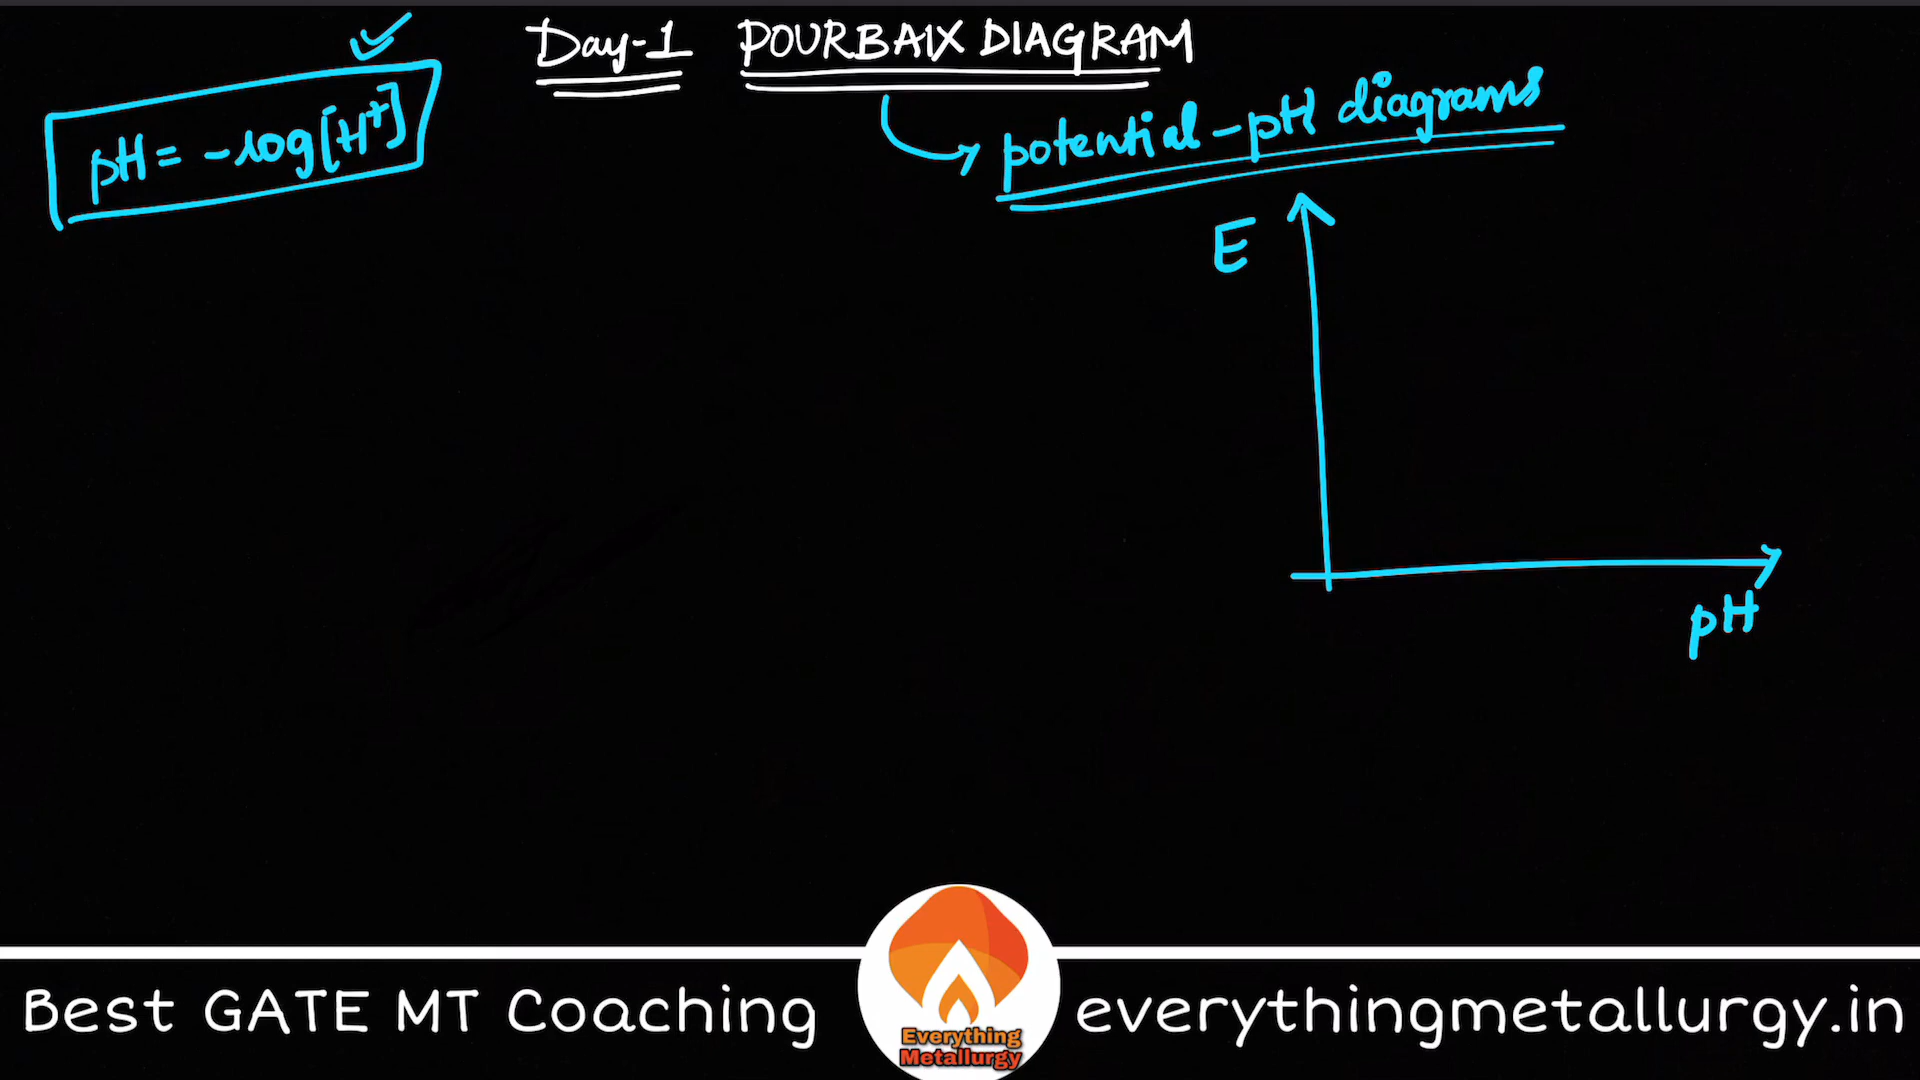 Day-1 POURBAIX DIAGRAM
pH = -log[H⁺]
potential-pH diagrams
E
pH
Best GATE MT Coaching
Everything
Metallurgy
everythingmetallurgy.in